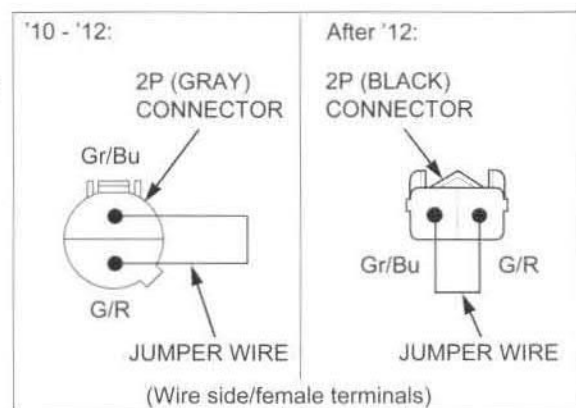 '10 - '12:
2P (GRAY)
CONNECTOR
Gr/Bu
G/R
JUMPER WIRE
After '12:
2P (BLACK)
CONNECTOR
Gr/Bu
G/R
JUMPER WIRE
(Wire side/female terminals)